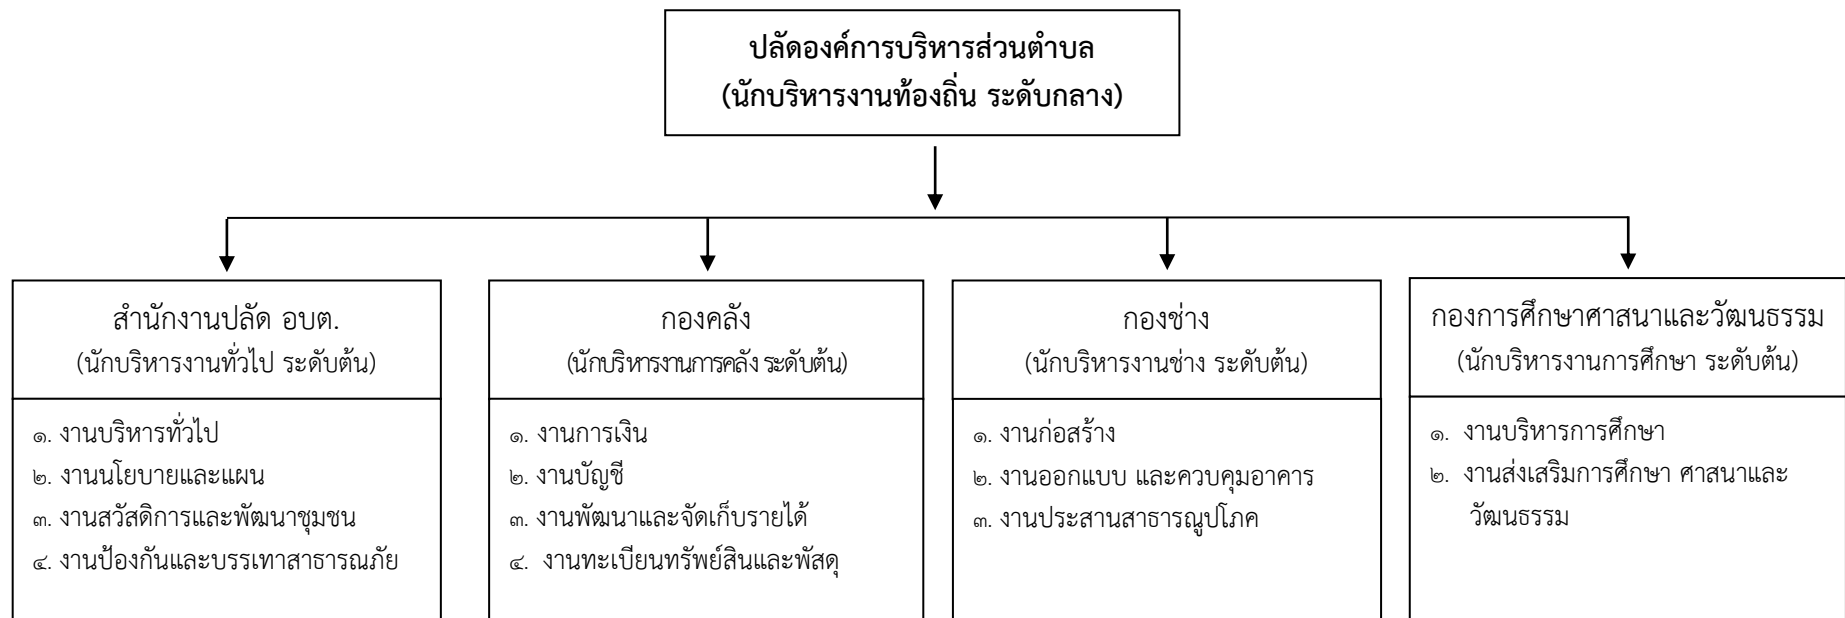 ปลัดองค์การบริหารส่วนตำบล
(นักบริหารงานท้องถิ่น ระดับกลาง)
สำนักงานปลัด อบต.
(นักบริหารงานทั่วไป ระดับต้น)
๑. งานบริหารทั่วไป
๒. งานนโยบายและแผน
๓. งานสวัสดิการและพัฒนาชุมชน
๔. งานป้องกันและบรรเทาสาธารณภัย
กองคลัง
(นักบริหารงานการคลัง ระดับต้น)
๑. งานการเงิน
๒. งานบัญชี
๓. งานพัฒนาและจัดเก็บรายได้
๔. งานทะเบียนทรัพย์สินและพัสดุ
กองช่าง
(นักบริหารงานช่าง ระดับต้น)
๑. งานก่อสร้าง
๒. งานออกแบบ และควบคุมอาคาร
๓. งานประสานสาธารณูปโภค
กองการศึกษาศาสนาและวัฒนธรรม
(นักบริหารงานการศึกษา ระดับต้น)
๑. งานบริหารการศึกษา
๒. งานส่งเสริมการศึกษา ศาสนาและ
วัฒนธรรม